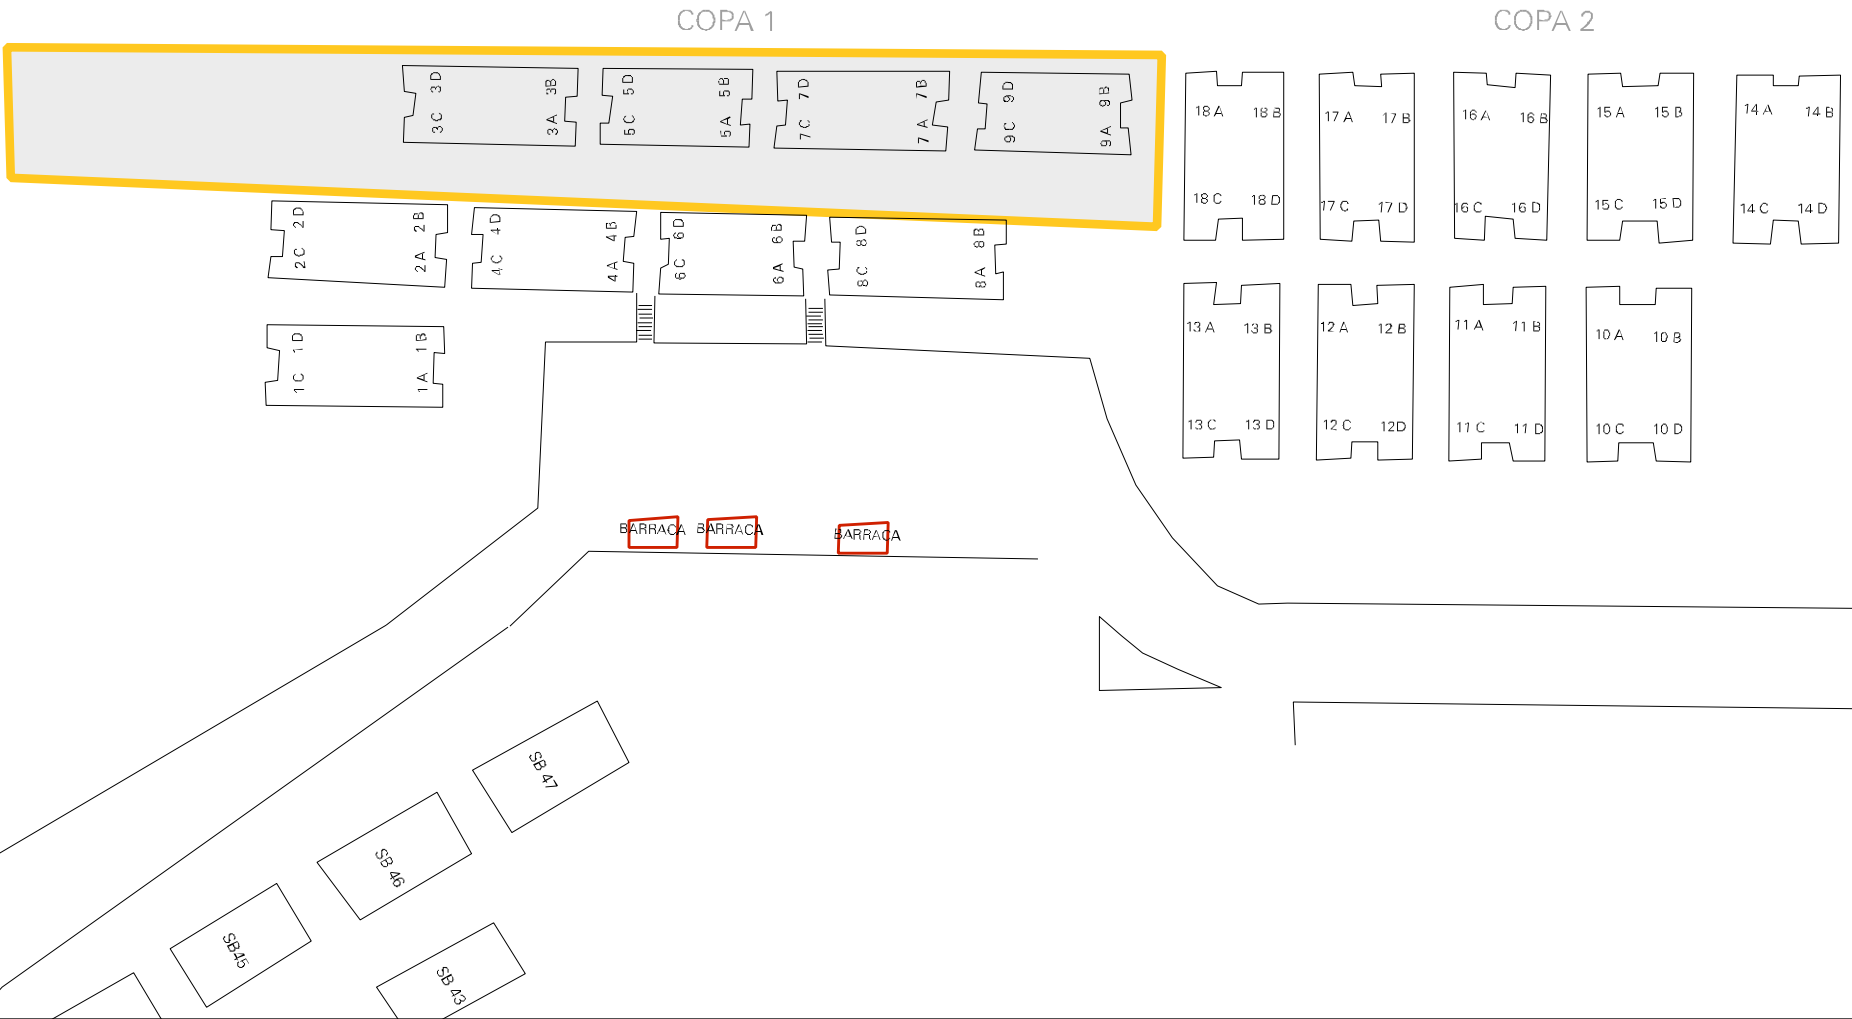 COPA 1
COPA 2
3 D
3B
3 C
3 A
5 D
5 B
5 C
5 A
7 D
7 B
7 C
7 A
9 D
9 B
9 C
9 A
18 A
18 B
18 C
18 D
17 A
17 B
17 C
17 D
16 A
16 B
16 C
16 D
15 A
15 B
15 C
15 D
14 A
14 B
14 C
14 D
2 D
2 B
2 C
2 A
4 D
4 B
4 C
4 A
6 D
6 B
6 C
6 A
8 D
8 B
8 C
8 A
1 D
1 B
1 C
1 A
13 A
13 B
13 C
13 D
12 A
12 B
12 C
12D
11 A
11 B
11 C
11 D
10 A
10 B
10 C
10 D
BARRACA
BARRACA
BARRACA
SB 47
SB 46
SB45
SB 43